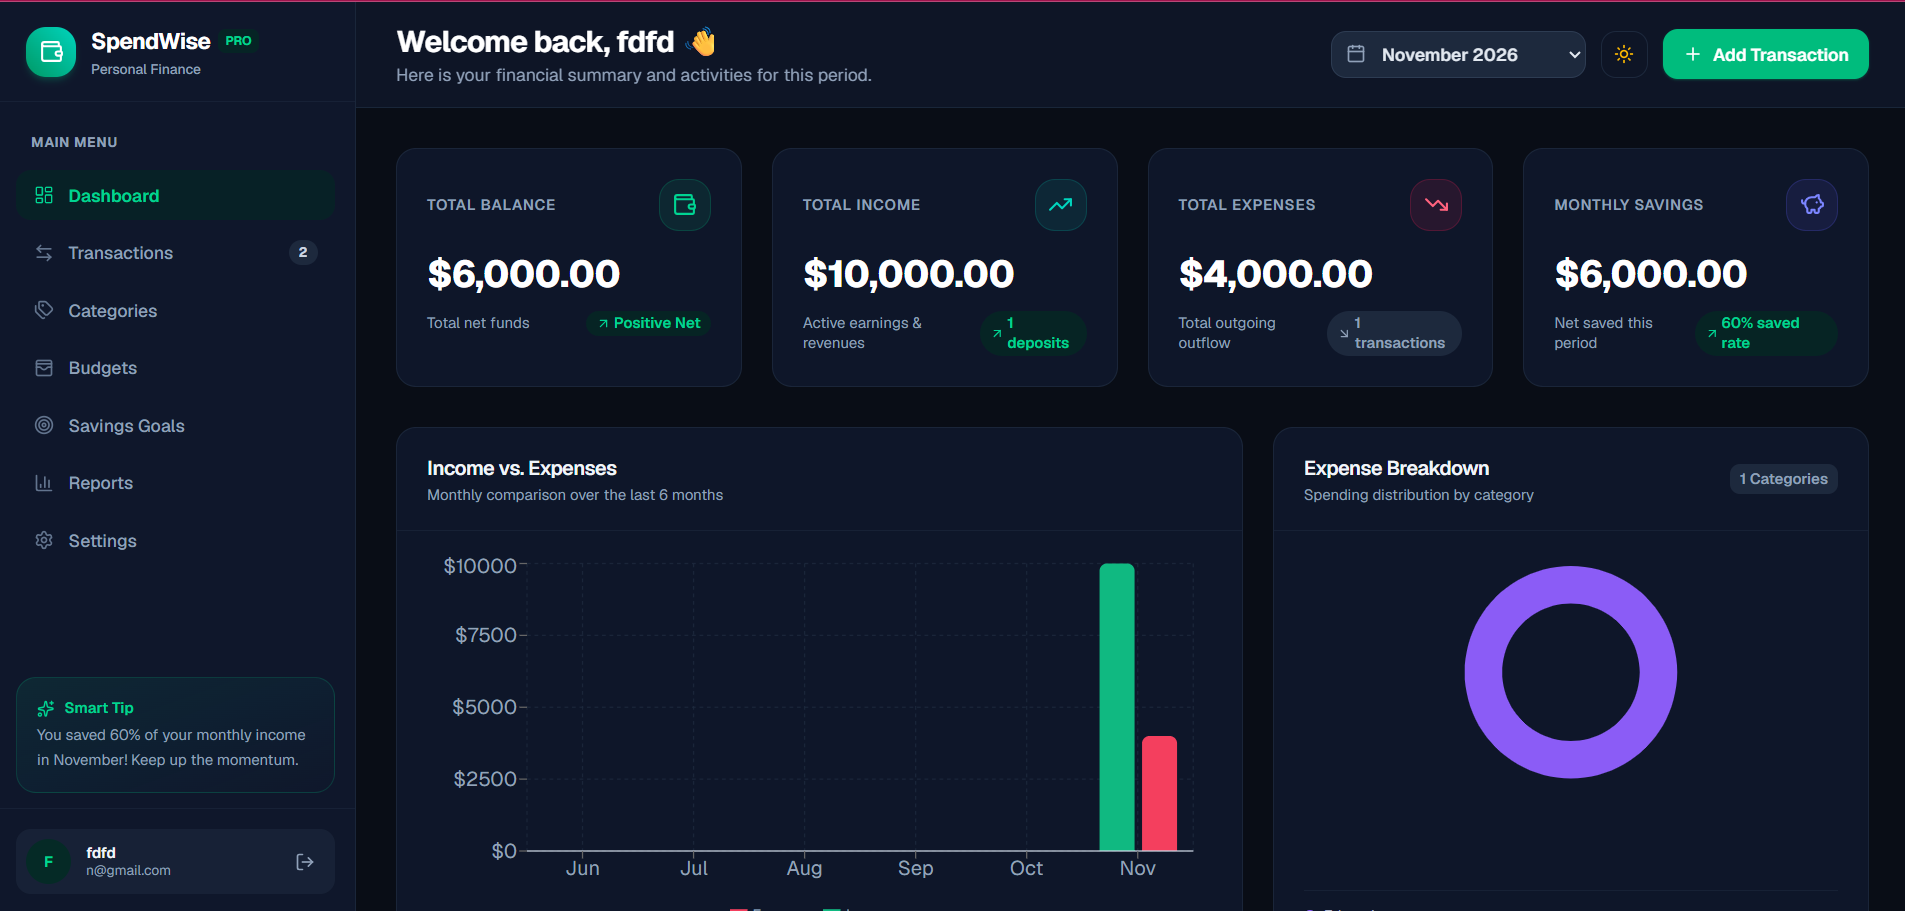 SpendWise PRO
Personal Finance
MAIN MENU
Dashboard
Transactions 2
Categories
Budgets
Savings Goals
Reports
Settings
Smart Tip
You saved 60% of your monthly income
in November! Keep up the momentum.
F
fdfd
n@gmail.com
Welcome back, fdfd 👋
Here is your financial summary and activities for this period.
November 2026
+ Add Transaction
TOTAL BALANCE
$6,000.00
Total net funds
Positive Net
TOTAL INCOME
$10,000.00
Active earnings &
revenues
1
deposits
TOTAL EXPENSES
$4,000.00
Total outgoing
outflow
1
transactions
MONTHLY SAVINGS
$6,000.00
Net saved this
period
60% saved
rate
Income vs. Expenses
Monthly comparison over the last 6 months
$10000
$7500
$5000
$2500
$0
Jun Jul Aug Sep Oct Nov
Expense Breakdown
Spending distribution by category
1 Categories